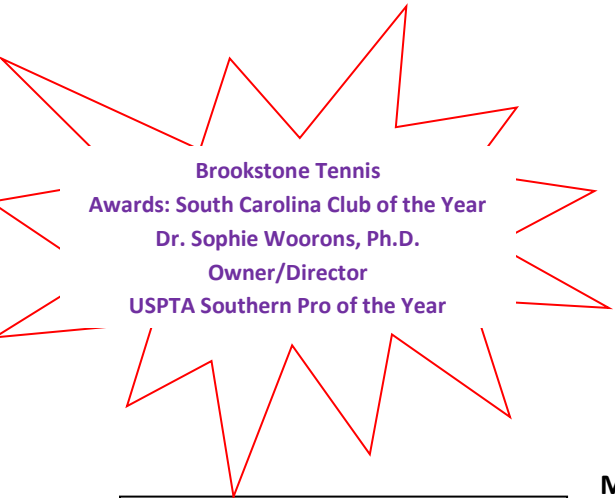 Brookstone Tennis
Awards: South Carolina Club of the Year
Dr. Sophie Woorons, Ph.D.
Owner/Director
USPTA Southern Pro of the Year
M